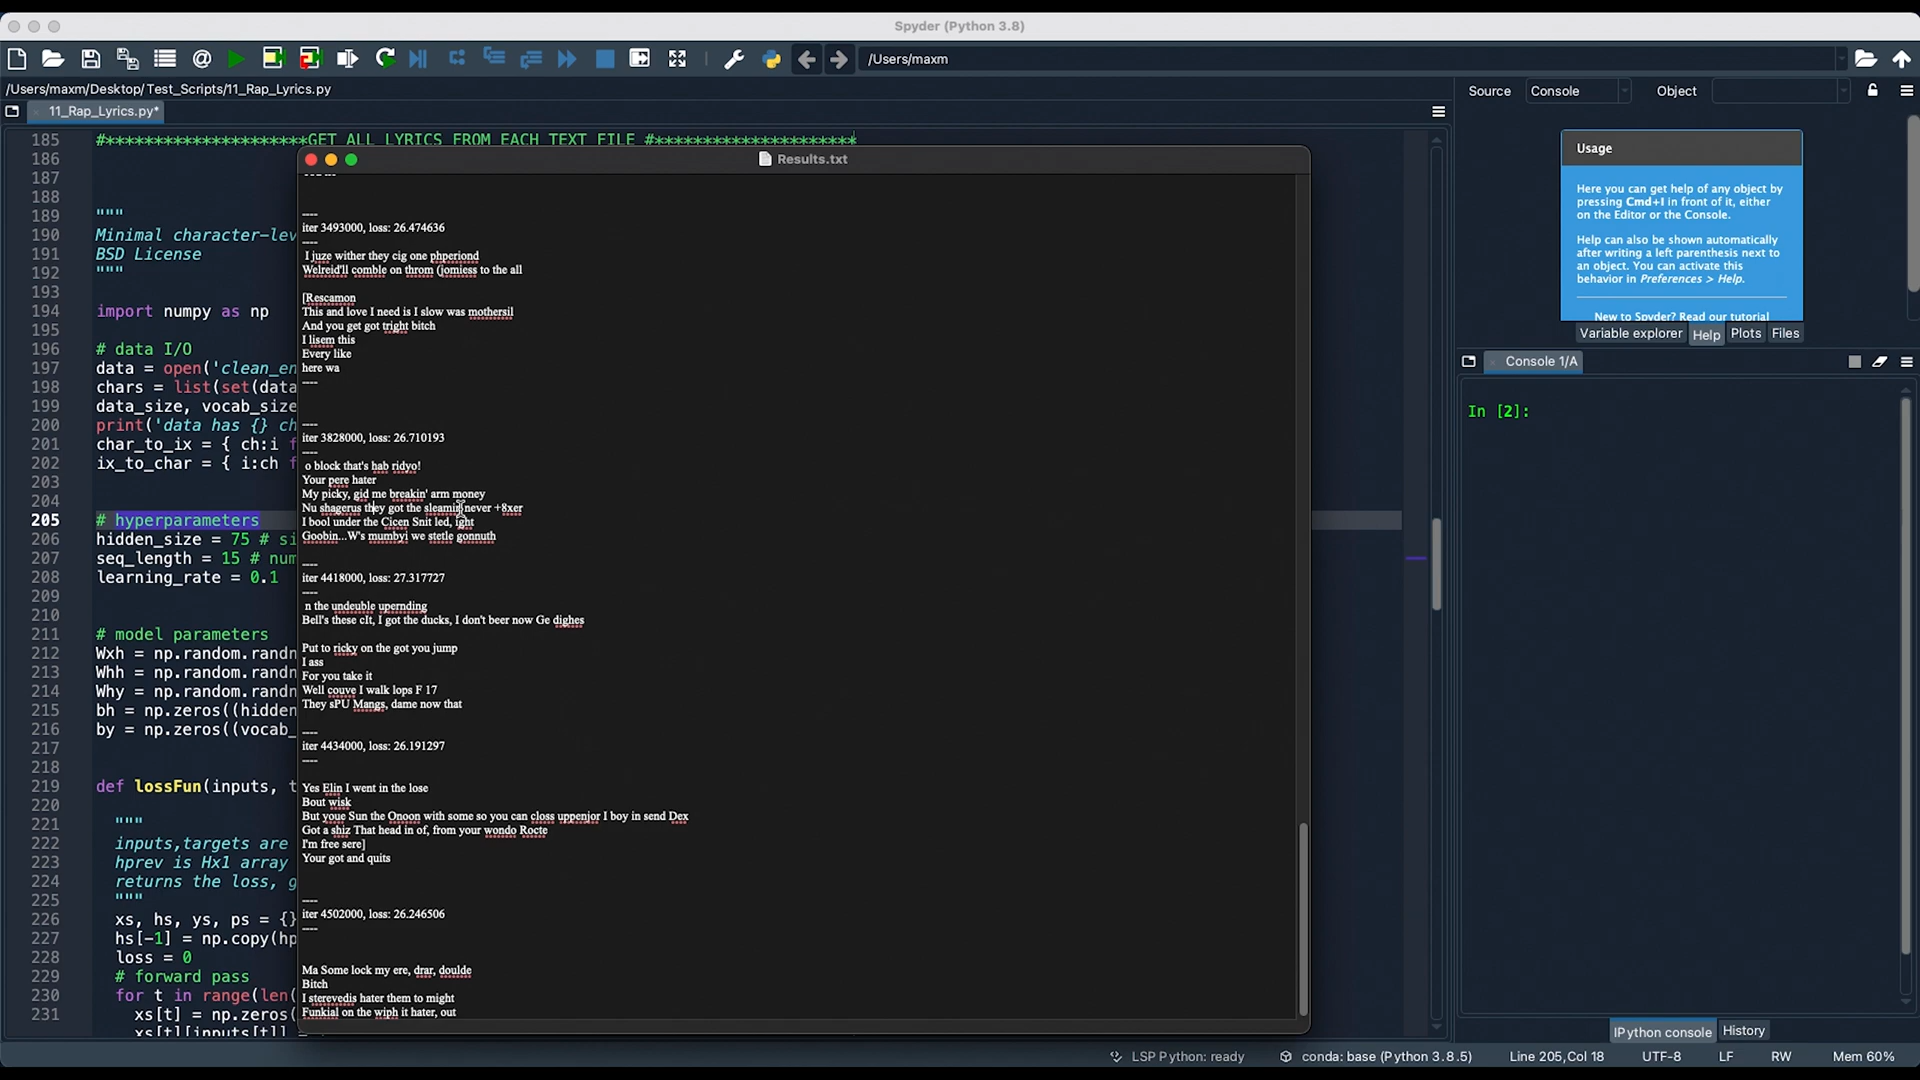 Spyder (Python 3.8)
/Users/maxm
/Users/maxm/Desktop/Test_Scripts/11_Rap_Lyrics.py
11_Rap_Lyrics.py*
185 #*********************GET ALL LYRICS FROM EACH TEXT FILE #*********************
186
187
188
189 """
190 Minimal character-lev
191 BSD License
192 """
193
194 import numpy as np
195
196 # data I/O
197 data = open('clean_en
198 chars = list(set(data
199 data_size, vocab_size
200 print('data has {} ch
201 char_to_ix = { ch:i f
202 ix_to_char = { i:ch f
203
204
205 # hyperparameters
206 hidden_size = 75 # si
207 seq_length = 15 # num
208 learning_rate = 0.1
209
210
211 # model parameters
212 Wxh = np.random.randn
213 Whh = np.random.randn
214 Why = np.random.randn
215 bh = np.zeros((hidden
216 by = np.zeros((vocab_
217
218
219 def lossFun(inputs, t
220
221 """
222 inputs,targets are
223 hprev is Hx1 array
224 returns the loss, g
225 """
226 xs, hs, ys, ps = {}
227 hs[-1] = np.copy(hp
228 loss = 0
229 # forward pass
230 for t in range(len(
231 xs[t] = np.zeros(
xs[t][inputs[t]] =
Results.txt
----
iter 3493000, loss: 26.474636
----
I juze wither they cig one phperiond
Welreid'll comble on throm (jomiess to the all
[Rescamon
This and love I need is I slow was mothersil
And you get got tright bitch
I lisem this
Every like
here wa
----
----
iter 3828000, loss: 26.710193
----
o block that's hab ridyo!
Your pere hater
My picky, gid me breakin' arm money
Nu shagerus they got the sleamin never +8xer
I bool under the Cicen Snit led, ight
Goobin...W's mumbyi we stetle gonnuth
----
iter 4418000, loss: 27.317727
----
n the undeuble upernding
Bell's these cIt, I got the ducks, I don't beer now Ge dighes
Put to ricky on the got you jump
I ass
For you take it
Well couve I walk lops F 17
They sPU Mangs, dame now that
----
iter 4434000, loss: 26.191297
----
Yes Elin I went in the lose
Bout wisk
But youe Sun the Onoon with some so you can closs uppenjor I boy in send Dex
Got a shiz That head in of, from your wondo Rocte
I'm free sere]
Your got and quits
----
iter 4502000, loss: 26.246506
----
Ma Some lock my ere, drar, doulde
Bitch
I sterevedis hater them to might
Funkial on the wiph it hater, out
Source Console Object
Usage
Here you can get help of any object by
pressing Cmd+I in front of it, either
on the Editor or the Console.
Help can also be shown automatically
after writing a left parenthesis next to
an object. You can activate this
behavior in Preferences > Help.
New to Spyder? Read our tutorial
Variable explorer Help Plots Files
Console 1/A
In [2]:
IPython console History
LSP Python: ready conda: base (Python 3.8.5) Line 205,Col 18 UTF-8 LF RW Mem 60%